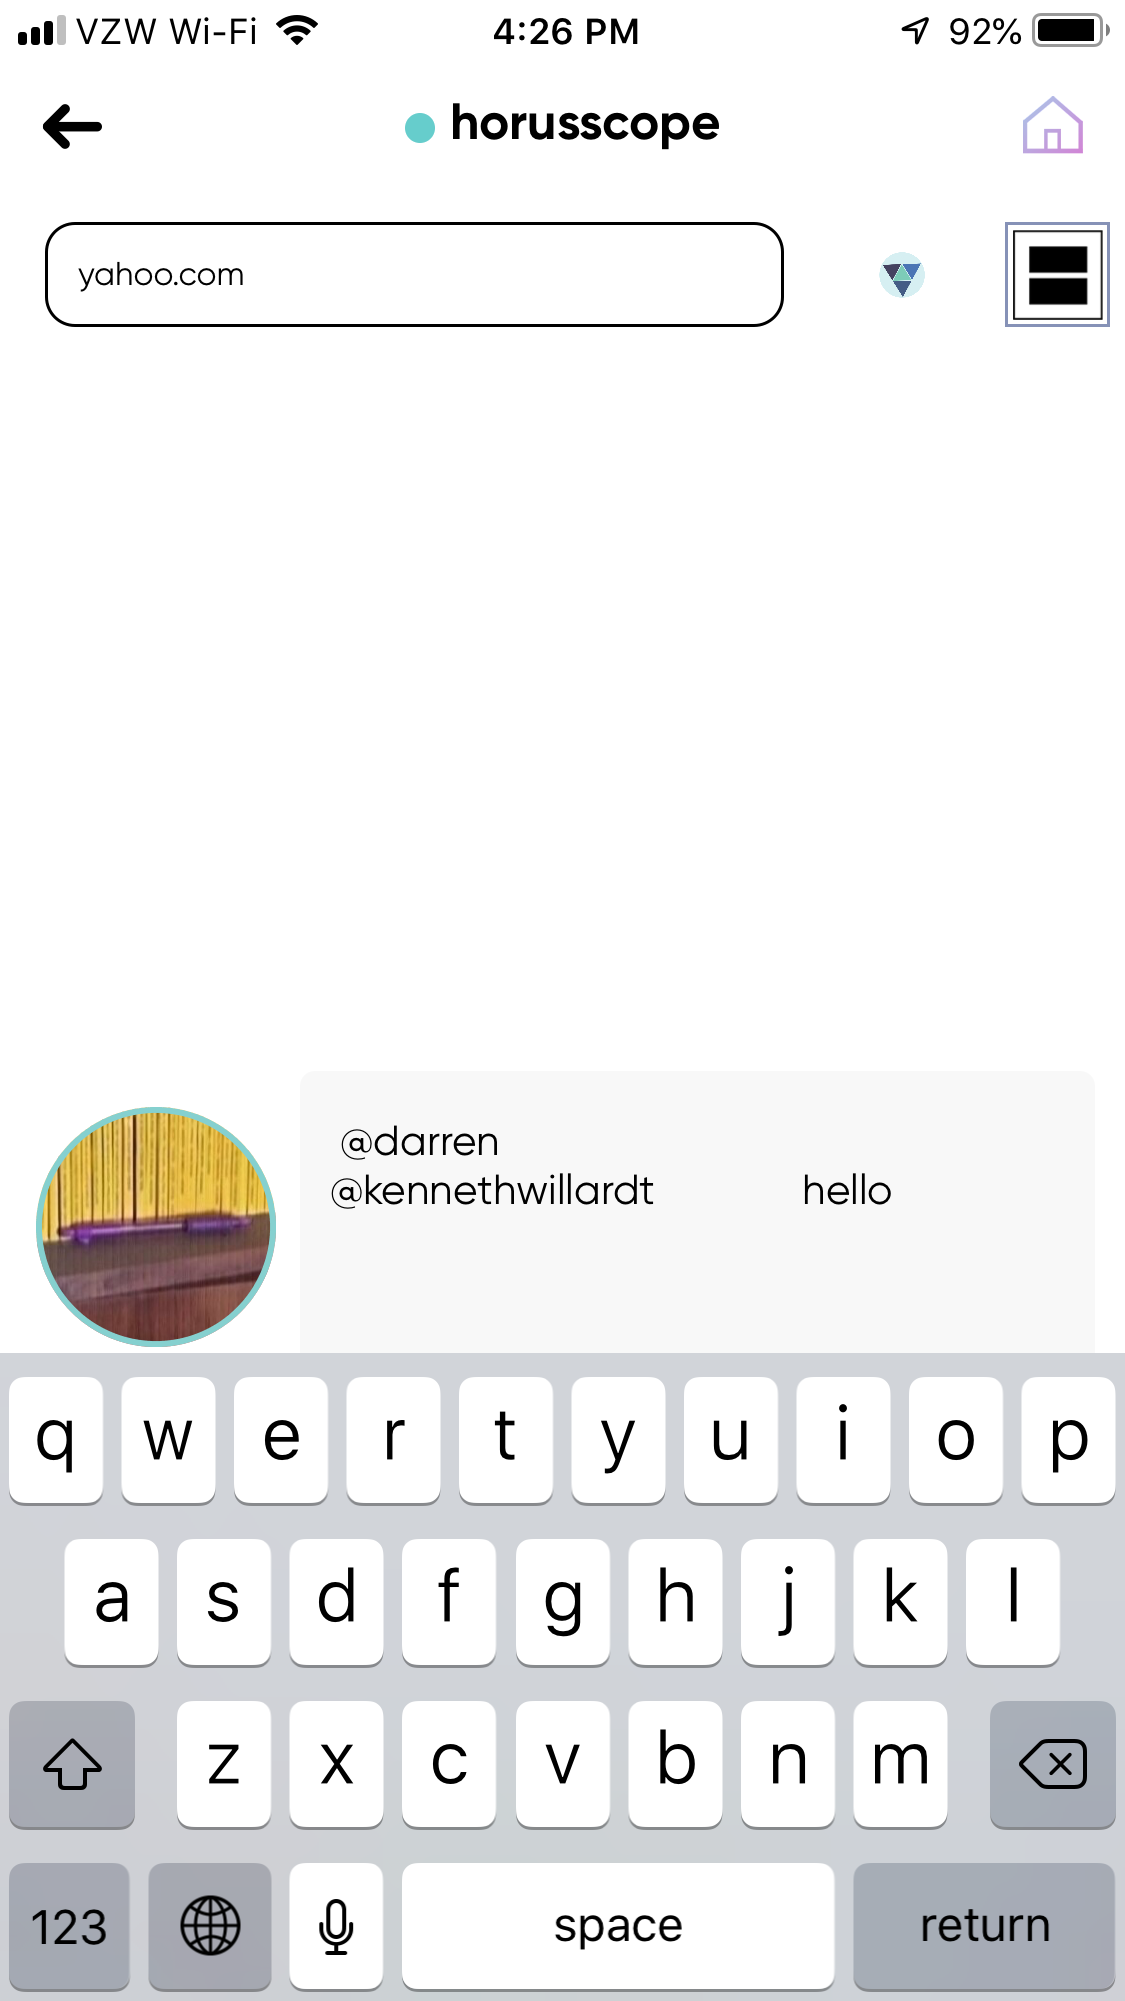 VZW Wi-Fi 4:26 PM 92%
horusscope
yahoo.com
@darren
@kennethwillardt hello
q w e r t y u i o p
a s d f g h j k l
z x c v b n m
123 space return